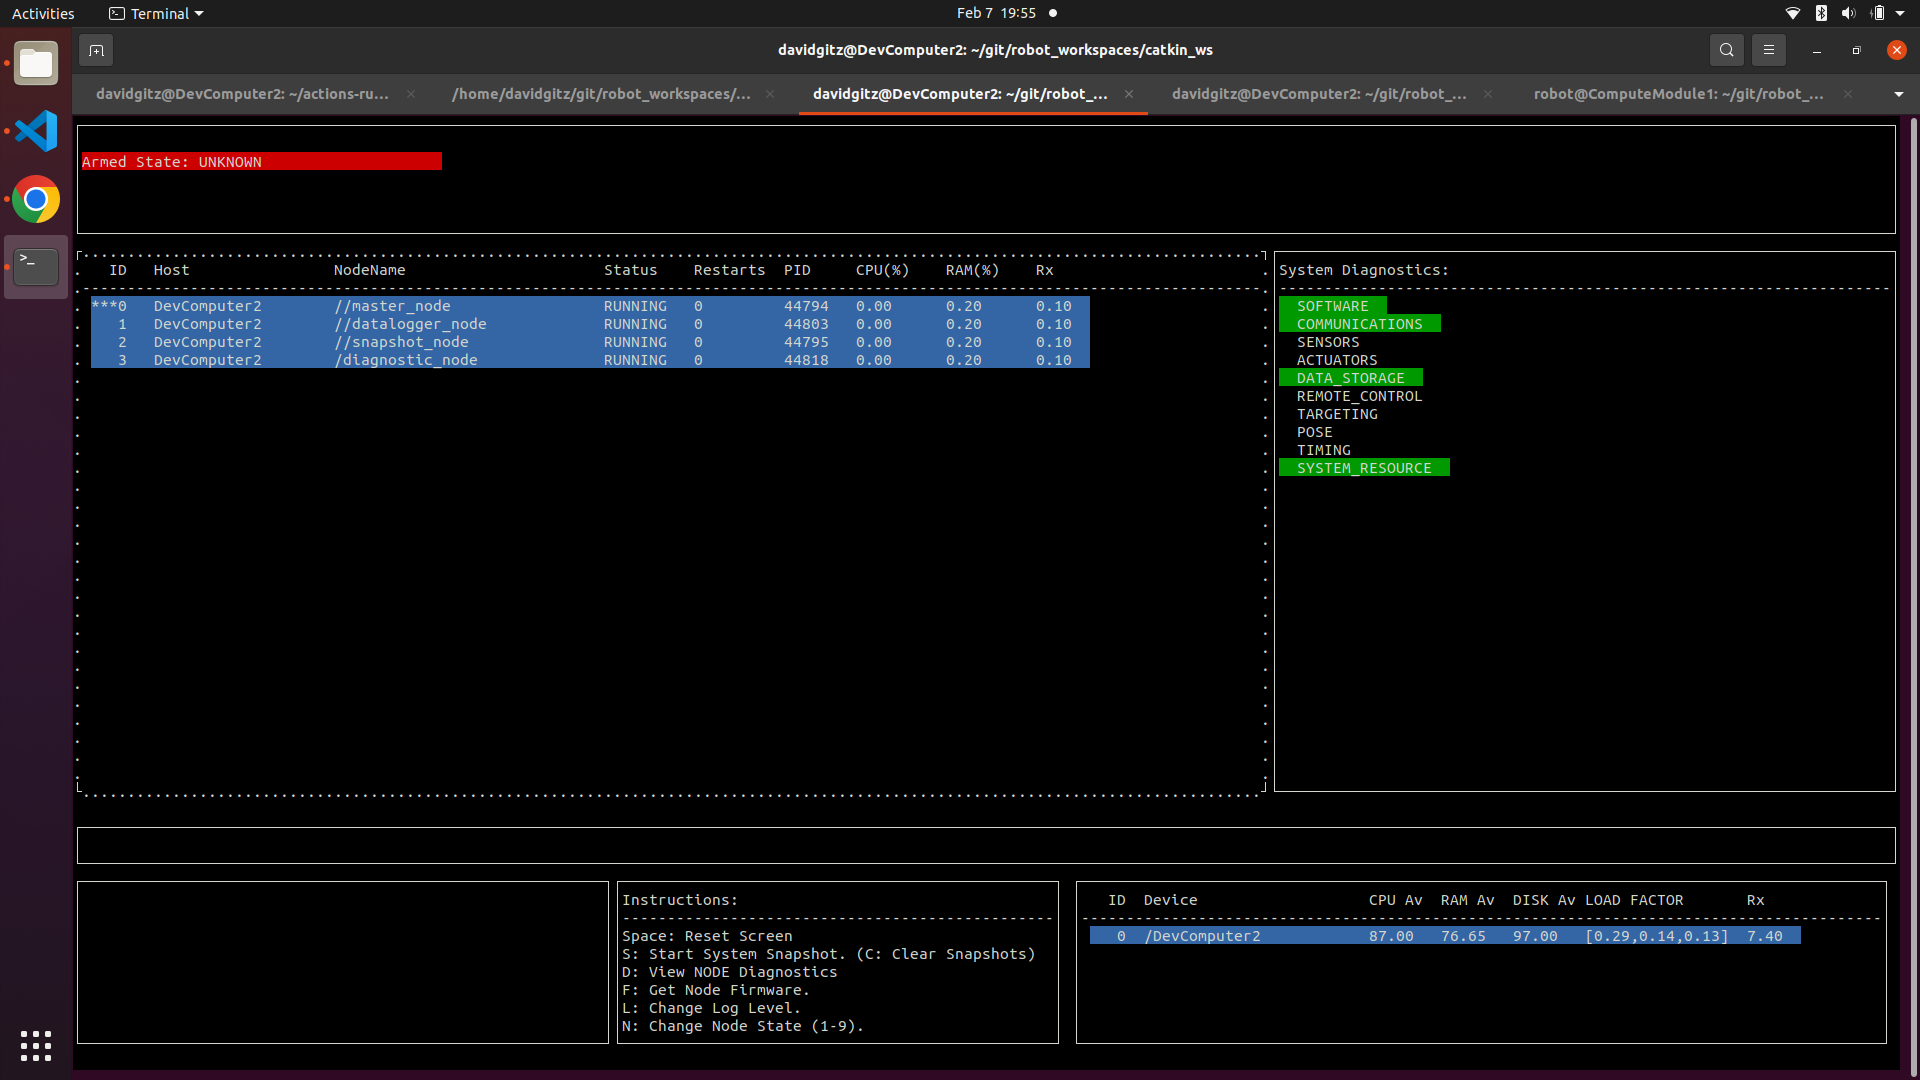 Activities Terminal Feb 7 19:55
davidgitz@DevComputer2: ~/git/robot_workspaces/catkin_ws
davidgitz@DevComputer2: ~/actions-ru... /home/davidgitz/git/robot_workspaces/... davidgitz@DevComputer2: ~/git/robot_... davidgitz@DevComputer2: ~/git/robot_... robot@ComputeModule1: ~/git/robot_...
Armed State: UNKNOWN
ID Host NodeName Status Restarts PID CPU(%) RAM(%) Rx
***0 DevComputer2 //master_node RUNNING 0 44794 0.00 0.20 0.10
1 DevComputer2 //datalogger_node RUNNING 0 44803 0.00 0.20 0.10
2 DevComputer2 //snapshot_node RUNNING 0 44795 0.00 0.20 0.10
3 DevComputer2 /diagnostic_node RUNNING 0 44818 0.00 0.20 0.10
System Diagnostics:
SOFTWARE
COMMUNICATIONS
SENSORS
ACTUATORS
DATA_STORAGE
REMOTE_CONTROL
TARGETING
POSE
TIMING
SYSTEM_RESOURCE
Instructions:
Space: Reset Screen
S: Start System Snapshot. (C: Clear Snapshots)
D: View NODE Diagnostics
F: Get Node Firmware.
L: Change Log Level.
N: Change Node State (1-9).
ID Device CPU Av RAM Av DISK Av LOAD FACTOR Rx
0 /DevComputer2 87.00 76.65 97.00 [0.29,0.14,0.13] 7.40